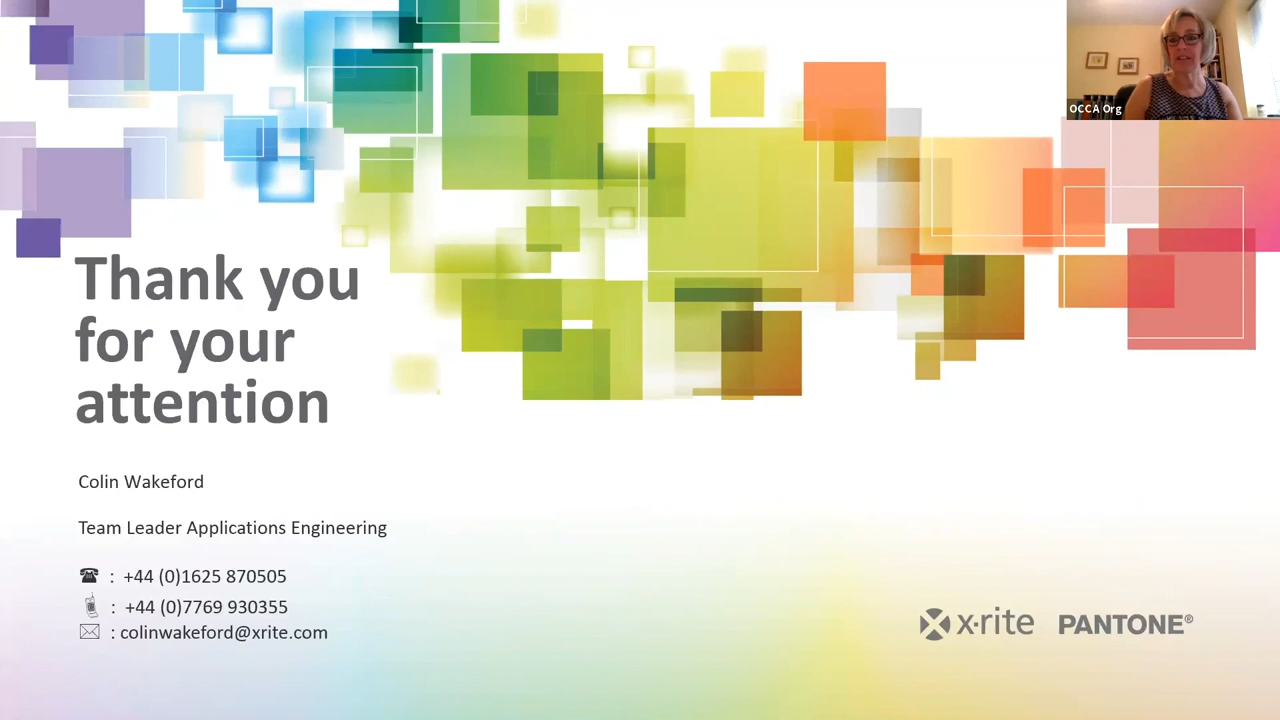 OCCA Org
Thank you
for your
attention
Colin Wakeford
Team Leader Applications Engineering
: +44 (0)1625 870505
: +44 (0)7769 930355
: colinwakeford@xrite.com
x·rite PANTONE®